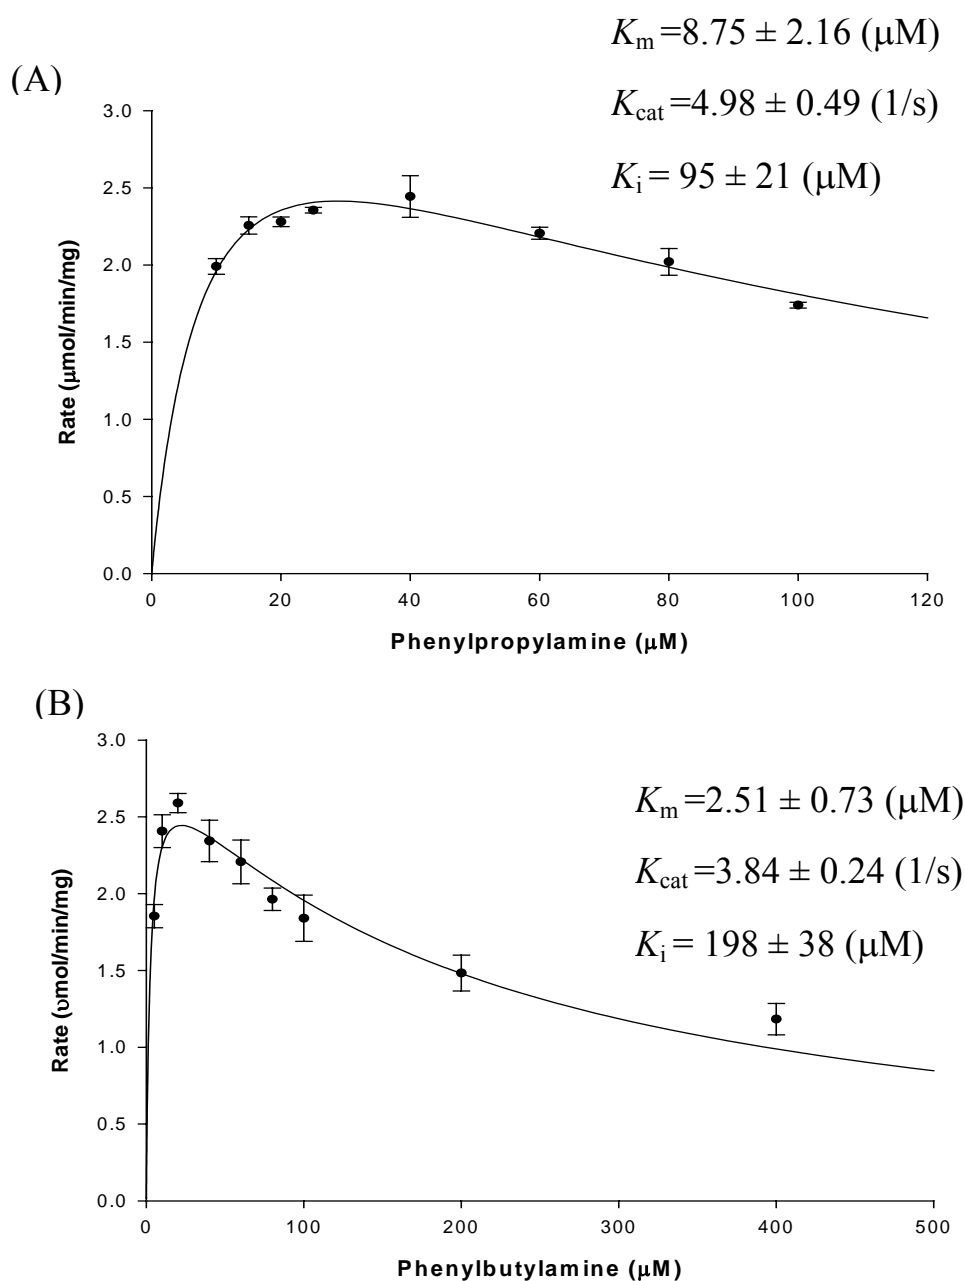 (A)
Km =8.75 ± 2.16 (μM)
Kcat =4.98 ± 0.49 (1/s)
Ki = 95 ± 21 (μM)
3.0
2.5
2.0
1.5
1.0
0.5
0.0
Rate (μmol/min/mg)
0 20 40 60 80 100 120
Phenylpropylamine (μM)
(B)
Km =2.51 ± 0.73 (μM)
Kcat =3.84 ± 0.24 (1/s)
Ki = 198 ± 38 (μM)
3.0
2.5
2.0
1.5
1.0
0.5
0.0
Rate (υmol/min/mg)
0 100 200 300 400 500
Phenylbutylamine (μM)